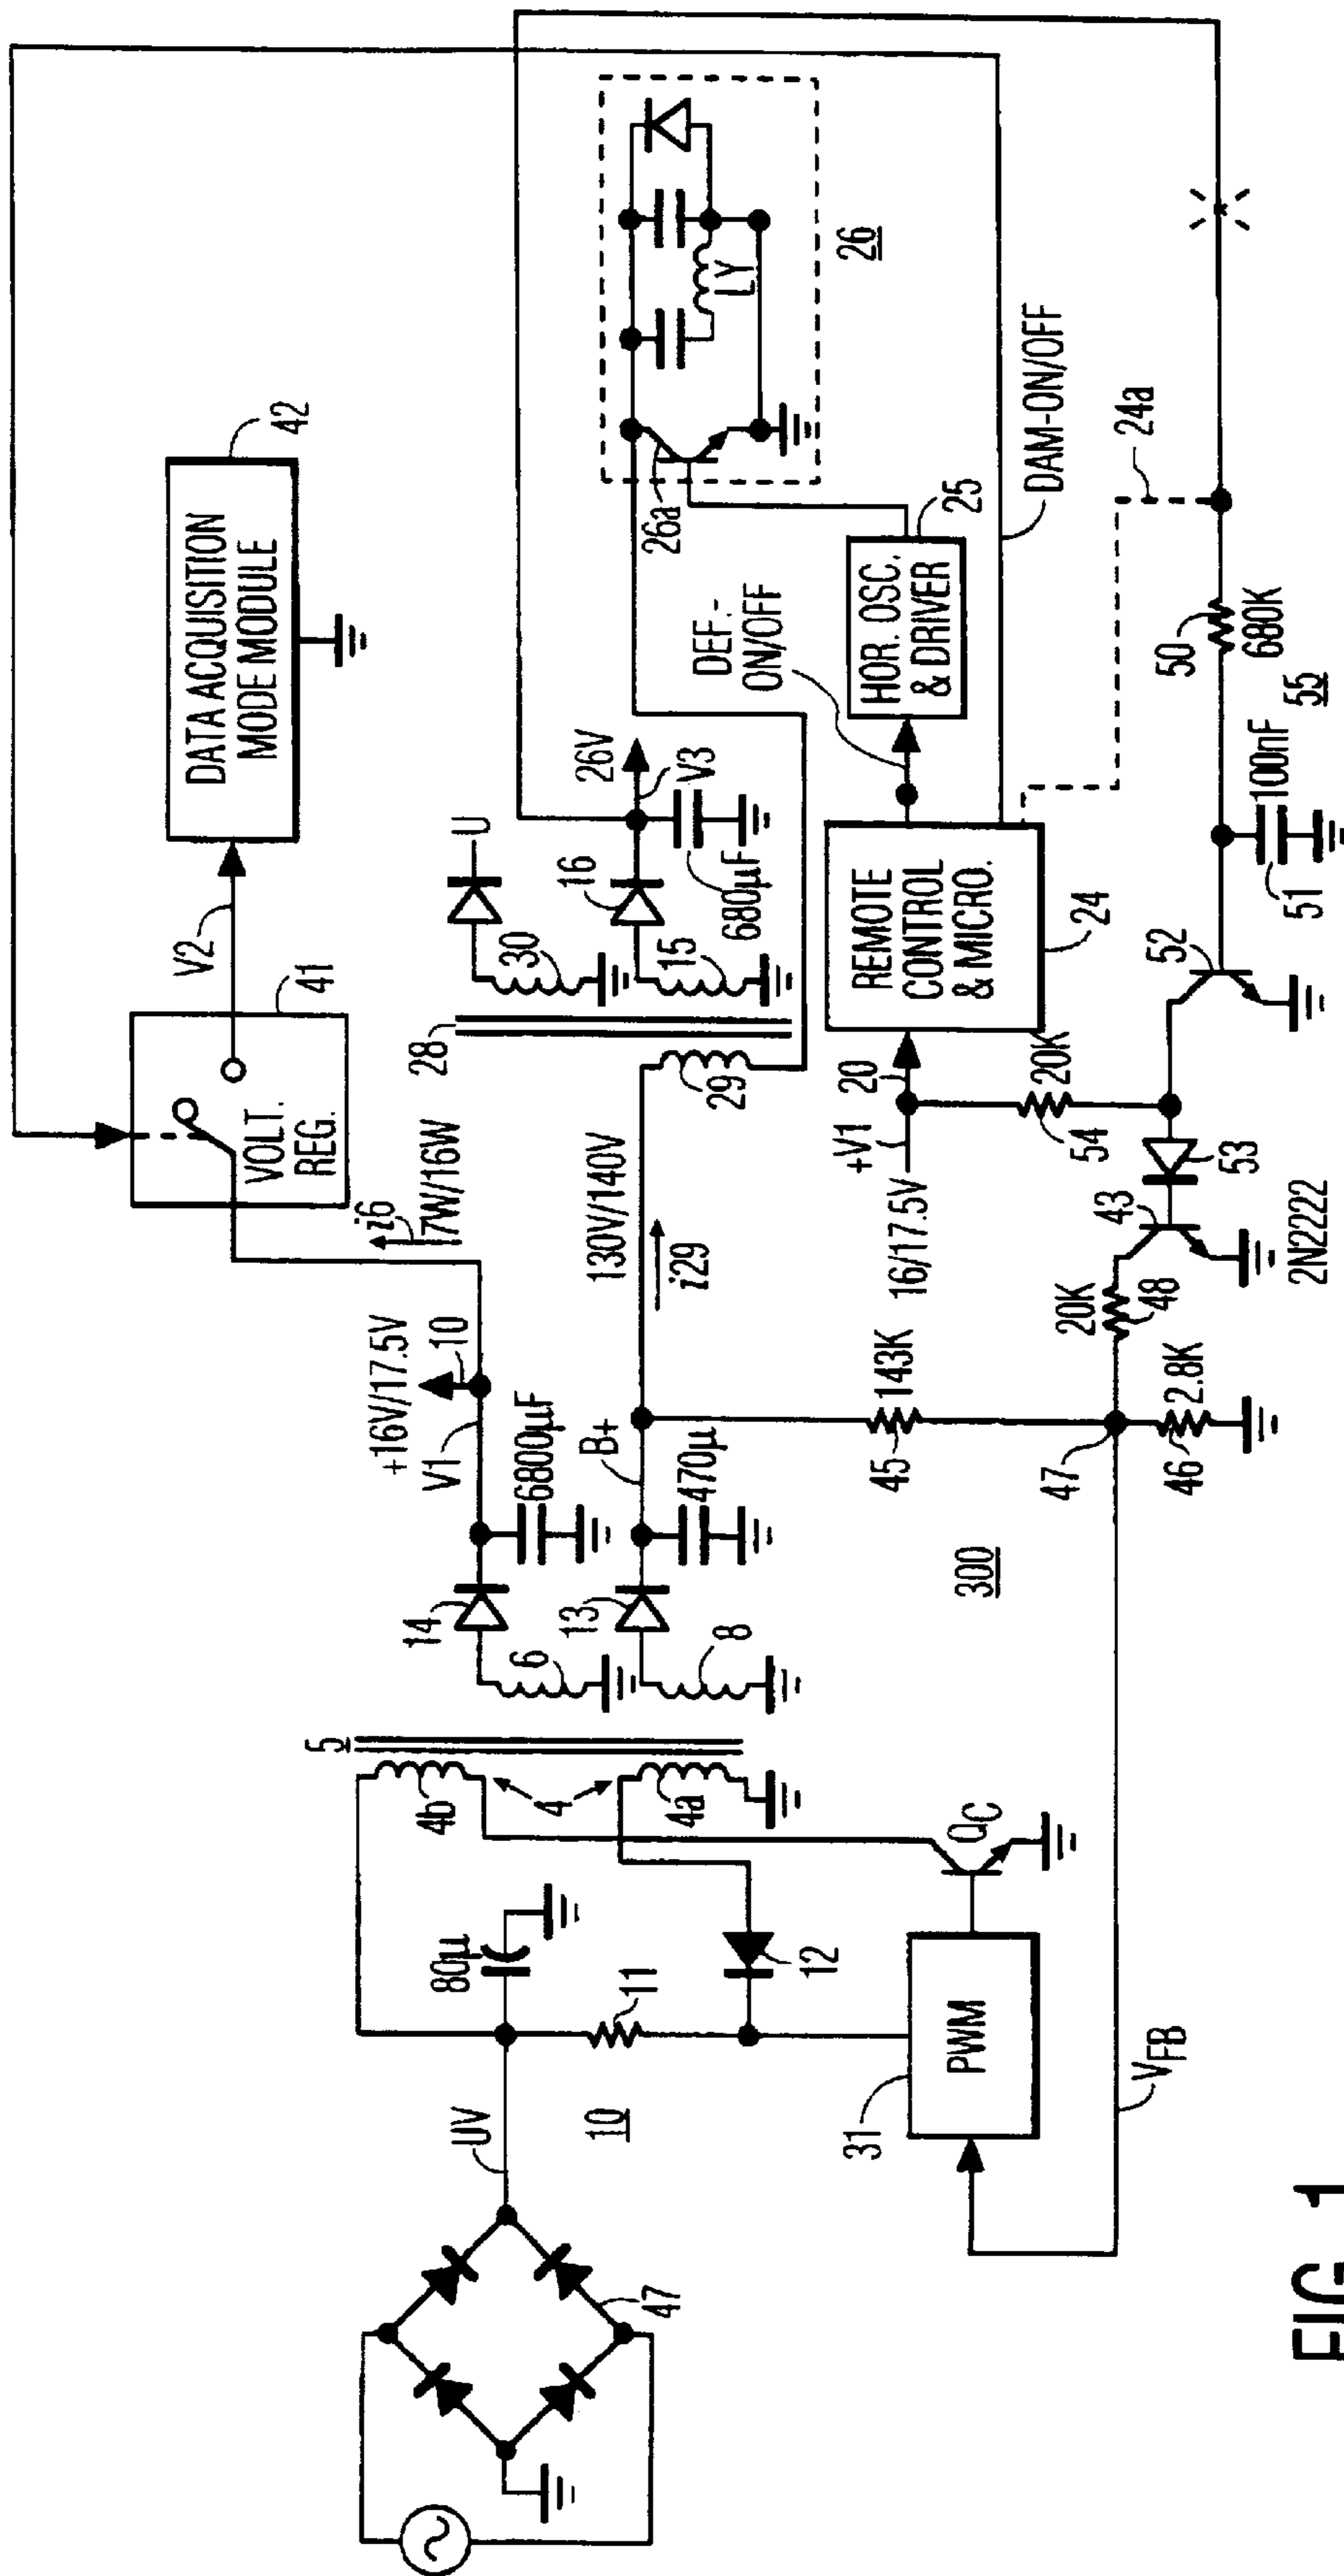 DATA ACQUISITION
MODE MODULE
42
V2
41
VOLT.
REG.
i6
17W/16W
+16V/17.5V
V1
10
6800µF
14
6
5
4b
4
4a
80µ
UV
11
10
12
47
31
PWM
QC
VFB
13
8
B+
470µ
130V/140V
i29
28
29
30
U
15
16
26V
V3
680µF
26a
LY
26
DEF.-
ON/OFF
HOR. OSC.
& DRIVER
25
REMOTE
CONTROL
& MICRO.
24
DAM-ON/OFF
24a
+V1
20
16/17.5V
20K
54
53
52
51
100nF
50
680K
55
43
2N2222
20K
48
143K
45
47
46
2.8K
300
FIG. 1